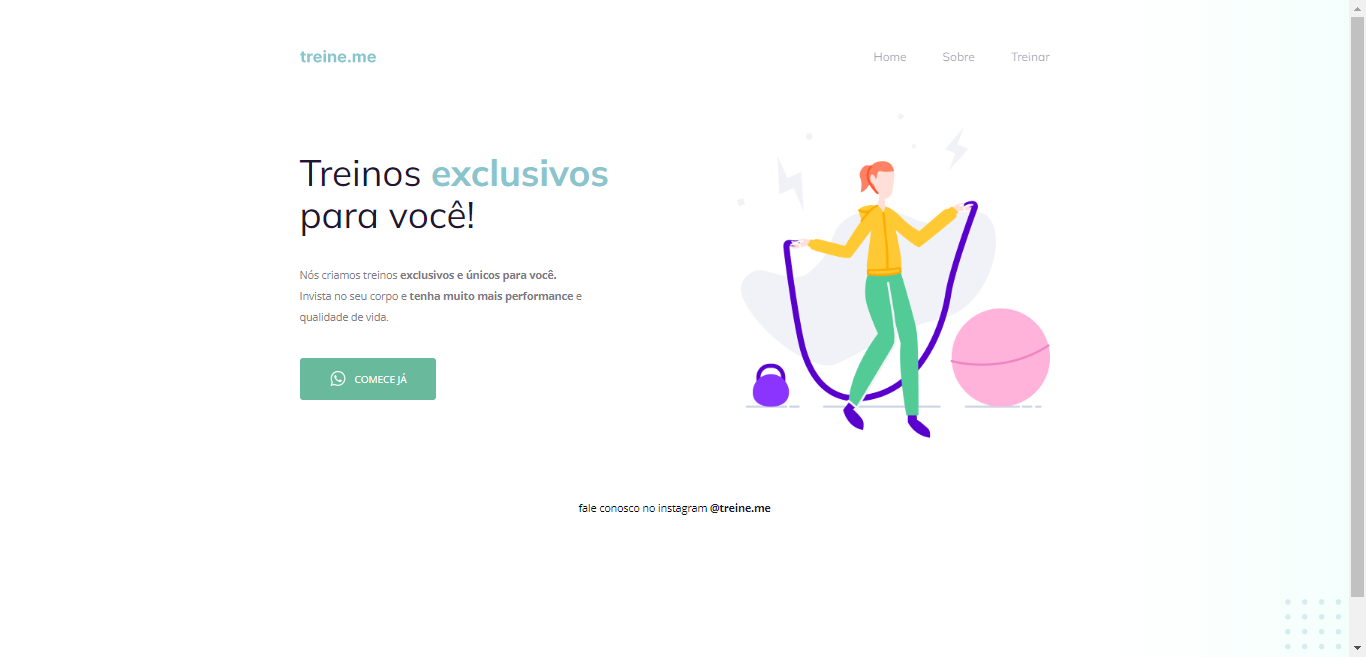 treine.me
Home
Sobre
Treinar
Treinos exclusivos
para você!
Nós criamos treinos exclusivos e únicos para você.
Invista no seu corpo e tenha muito mais performance e
qualidade de vida.
COMECE JÁ
fale conosco no instagram @treine.me